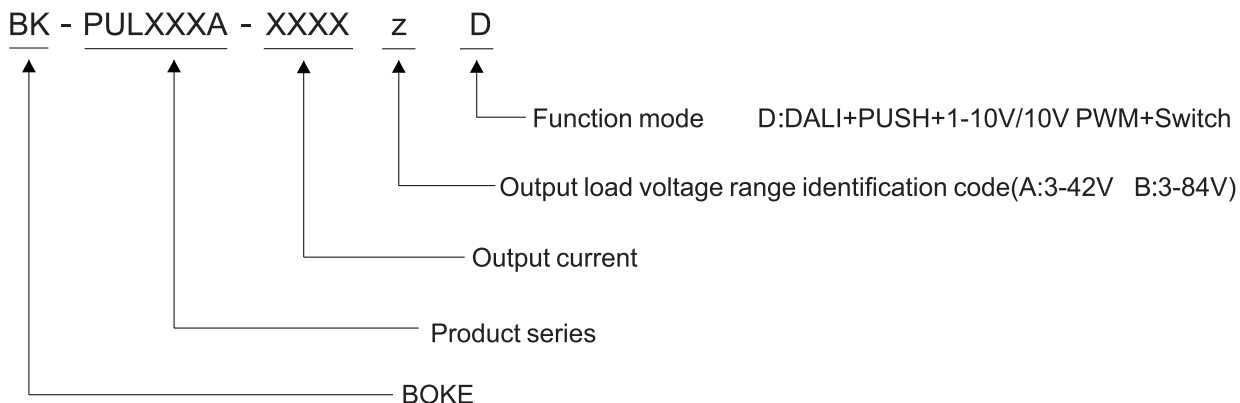 BK - PULXXXA - XXXX z D
Function mode D:DALI+PUSH+1-10V/10V PWM+Switch
Output load voltage range identification code(A:3-42V B:3-84V)
Output current
Product series
BOKE